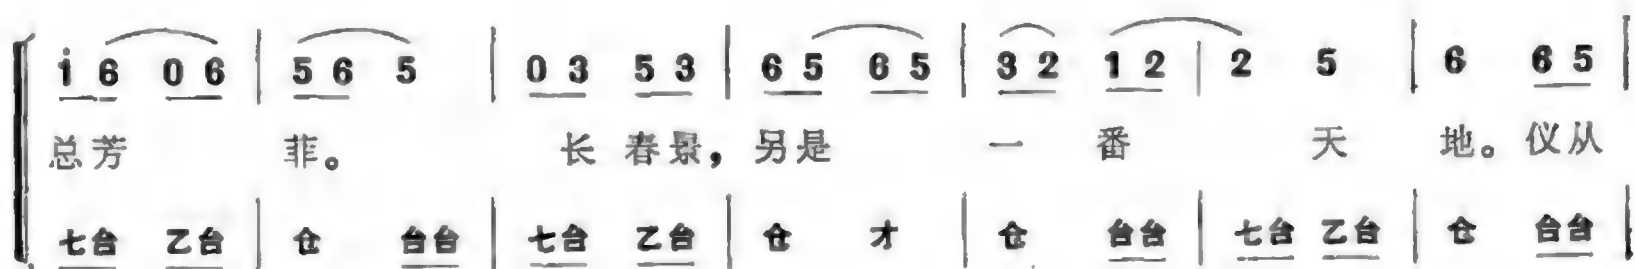 i 6 0 6 | 5 6 5 | 0 3 5 3 | 6 5 6 5 | 3 2 1 2 | 2 5 | 6 6 5 |
总芳 菲。 长 春景，另是 一 番 天 地。仪从
七台 乙台 | 仓 台台 | 七台 乙台 | 仓 才 | 仓 台台 | 七台 乙台 | 仓 台台 |